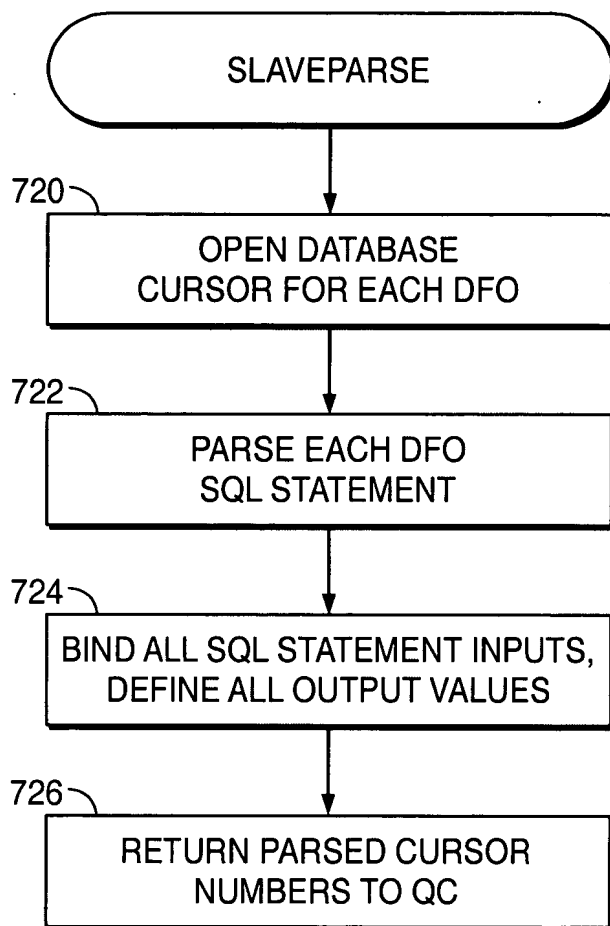 SLAVEPARSE
720
OPEN DATABASE
CURSOR FOR EACH DFO
722
PARSE EACH DFO
SQL STATEMENT
724
BIND ALL SQL STATEMENT INPUTS,
DEFINE ALL OUTPUT VALUES
726
RETURN PARSED CURSOR
NUMBERS TO QC